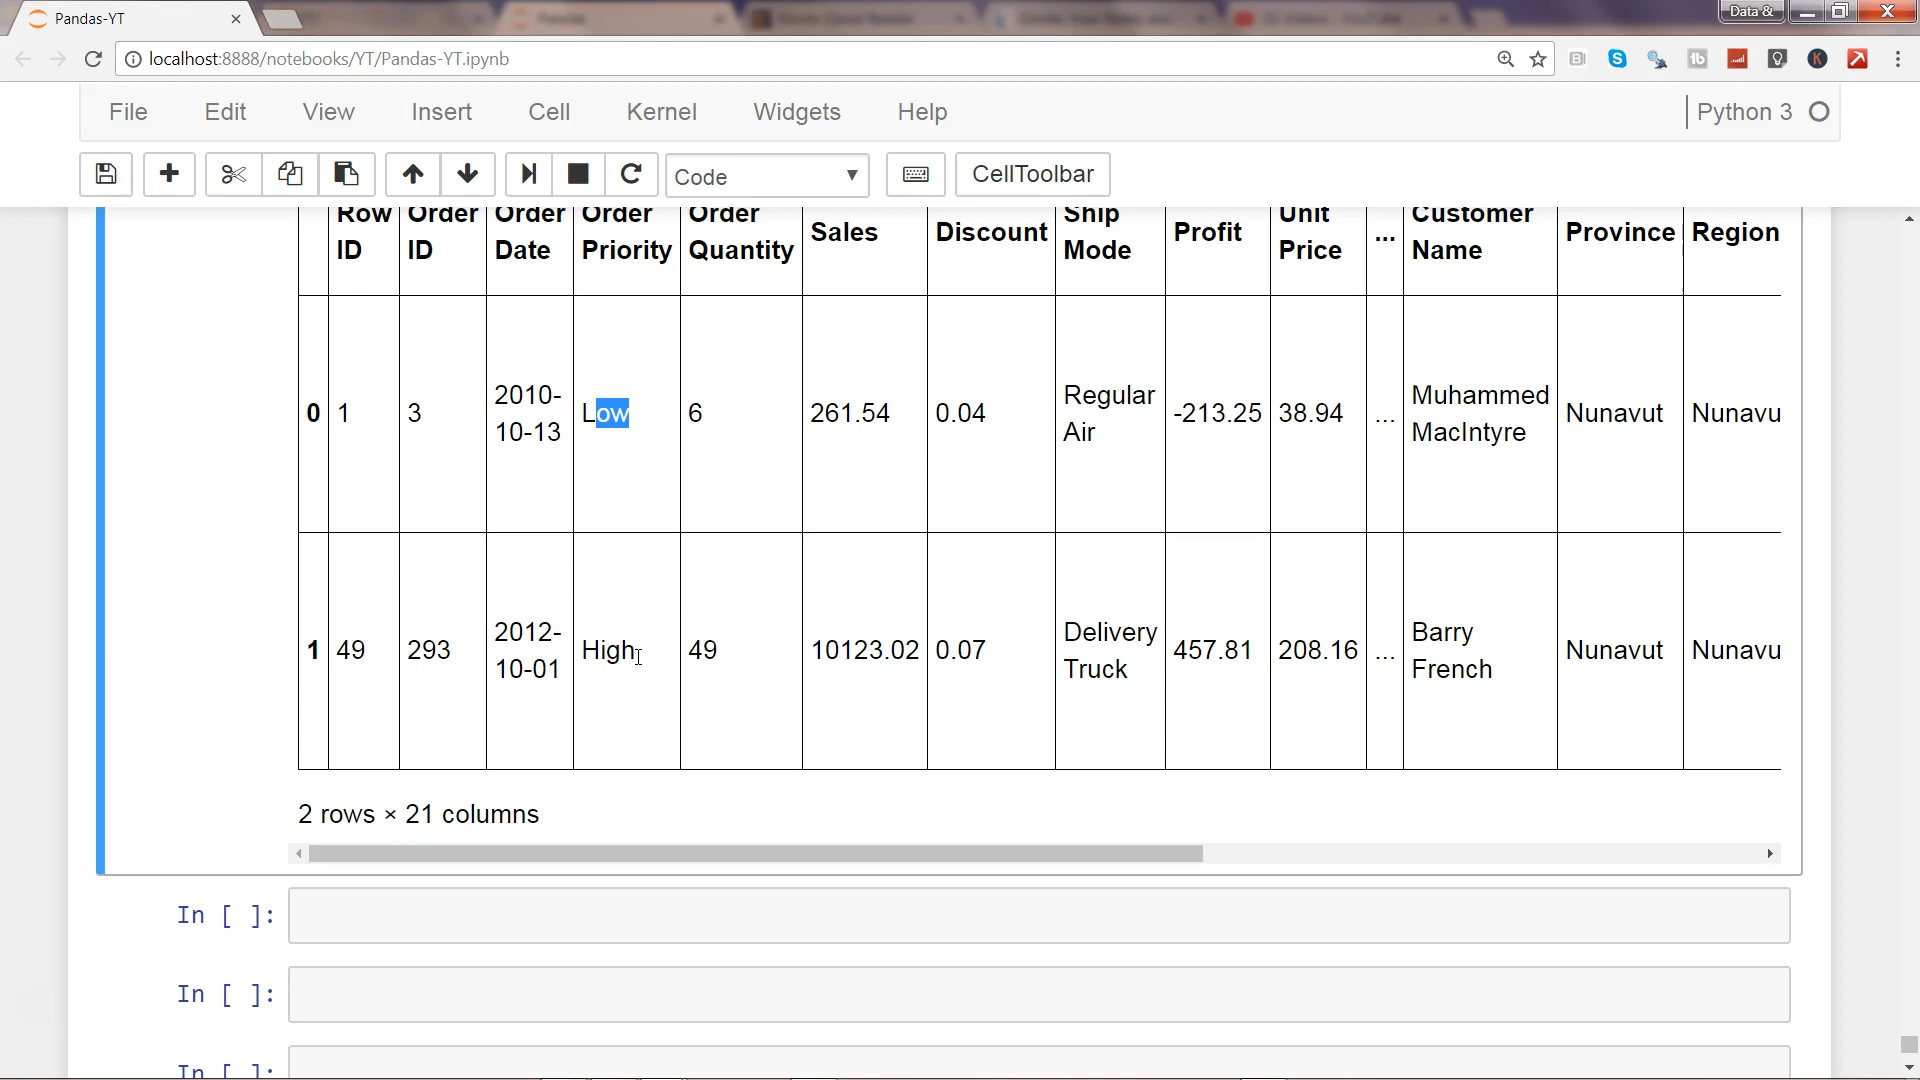 Pandas-YT
Pandas
Data &
localhost:8888/notebooks/YT/Pandas-YT.ipynb
File Edit View Insert Cell Kernel Widgets Help Python 3
Code CellToolbar
Row ID Order ID Order Date Order Priority Order Quantity Sales Discount Ship Mode Profit Unit Price ... Customer Name Province Region
0 1 3 2010-10-13 Low 6 261.54 0.04 Regular Air -213.25 38.94 ... Muhammed MacIntyre Nunavut Nunavu
1 49 293 2012-10-01 High 49 10123.02 0.07 Delivery Truck 457.81 208.16 ... Barry French Nunavut Nunavu
2 rows × 21 columns
In [ ]:
In [ ]:
In [ ]: